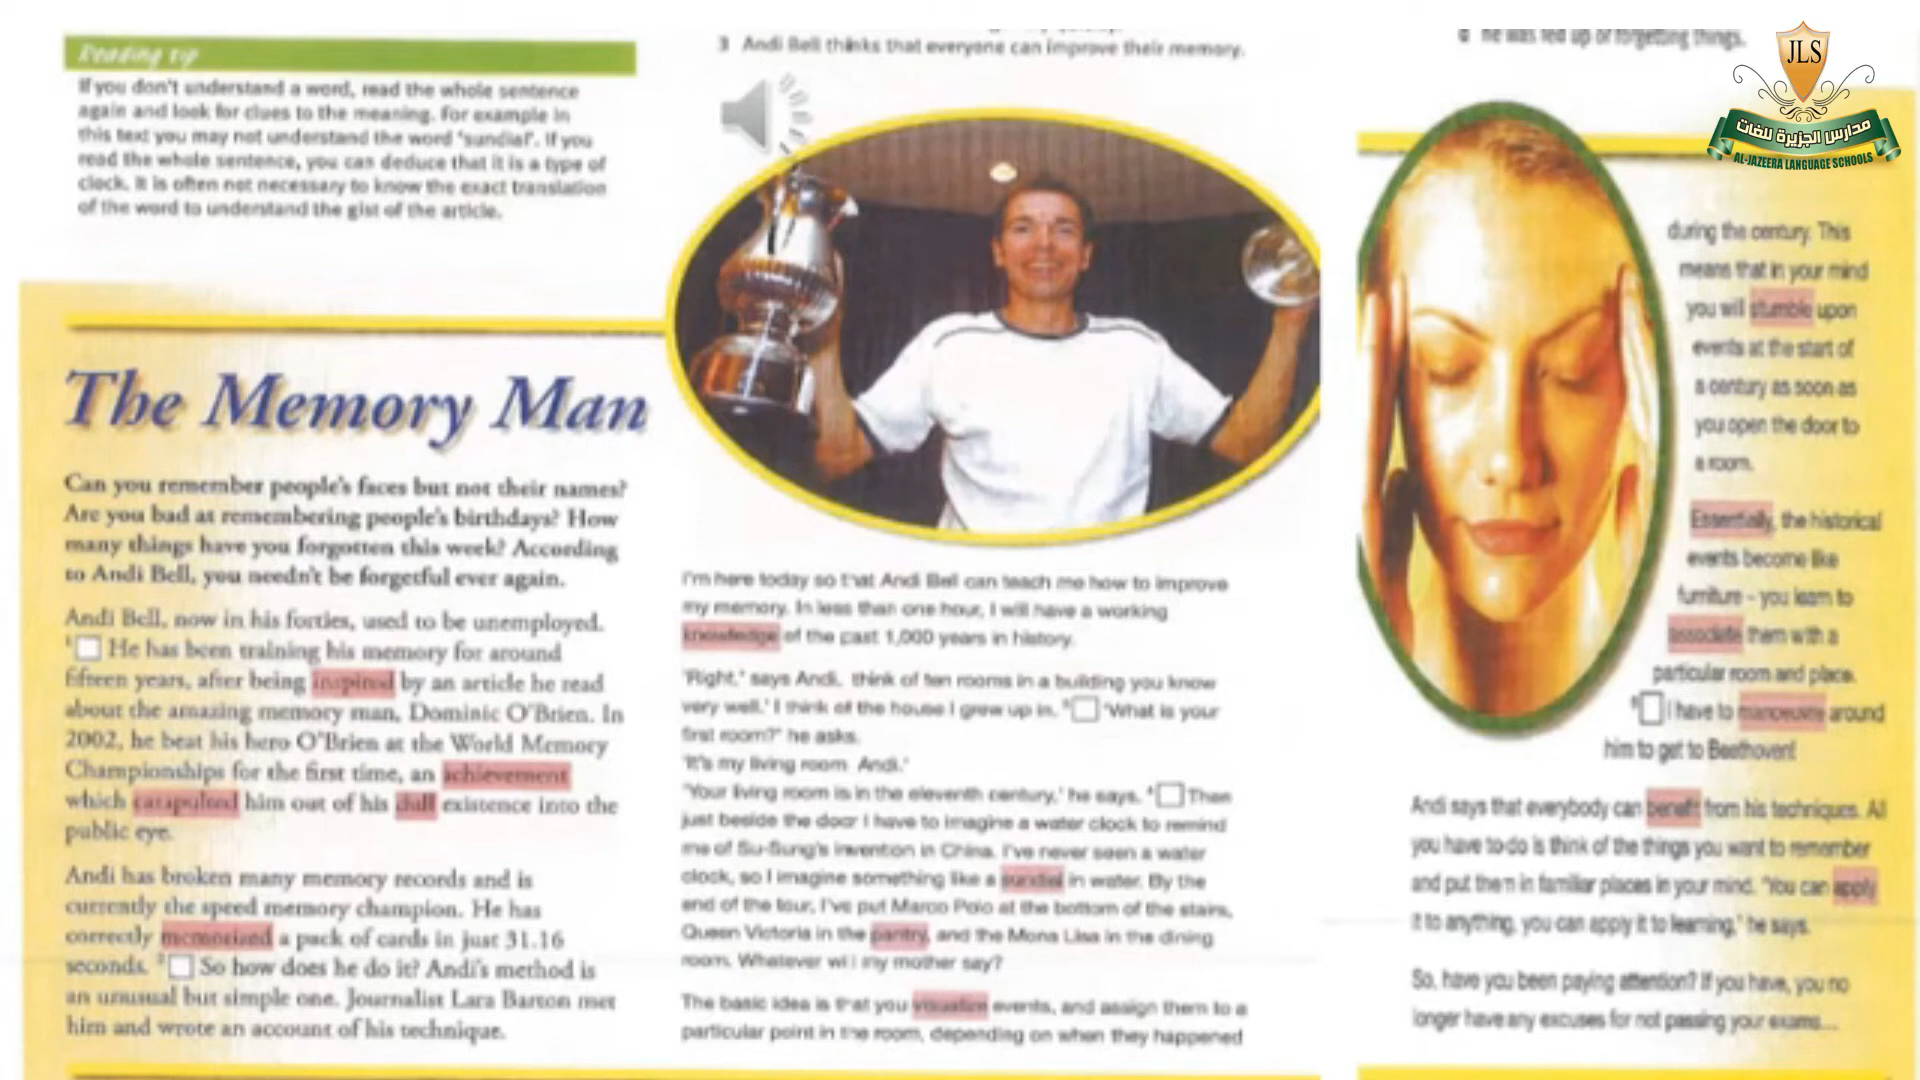 Reading tip
If you don't understand a word, read the whole sentence
again and look for clues to the meaning. For example in
this text you may not understand the word 'sundial'. If you
read the whole sentence, you can deduce that it is a type of
clock. It is often not necessary to know the exact translation
of the word to understand the gist of the article.
The Memory Man
Can you remember people's faces but not their names?
Are you bad at remembering people's birthdays? How
many things have you forgotten this week? According
to Andi Bell, you needn't be forgetful ever again.
Andi Bell, now in his forties, used to be unemployed.
1 He has been training his memory for around
fifteen years, after being inspired by an article he read
about the amazing memory man, Dominic O'Brien. In
2002, he beat his hero O'Brien at the World Memory
Championships for the first time, an achievement
which catapulted him out of his dull existence into the
public eye.
Andi has broken many memory records and is
currently the speed memory champion. He has
correctly memorized a pack of cards in just 31.16
seconds. 2 So how does he do it? Andi's method is
an unusual but simple one. Journalist Lara Barton met
him and wrote an account of his technique.
3 Andi Bell thinks that everyone can improve their memory.
I'm here today so that Andi Bell can teach me how to improve
my memory. In less than one hour, I will have a working
knowledge of the past 1,000 years in history.
'Right,' says Andi, think of ten rooms in a building you know
very well.' I think of the house I grew up in. 3 'What is your
first room?' he asks.
'It's my living room Andi.'
'Your living room is in the eleventh century,' he says. 4 Then
just beside the door I have to imagine a water clock to remind
me of Su-Sung's invention in China. I've never seen a water
clock, so I imagine something like a sundial in water. By the
end of the tour, I've put Marco Polo at the bottom of the stairs,
Queen Victoria in the pantry, and the Mona Lisa in the dining
room. Whatever will my mother say?
The basic idea is that you visualize events, and assign them to a
particular point in the room, depending on when they happened
he was fed up of forgetting things.
JLS
مدارس الجزيرة للغات
AL-JAZEERA LANGUAGE SCHOOLS
during the century. This
means that in your mind
you will stumble upon
events at the start of
a century as soon as
you open the door to
a room.
Essentially, the historical
events become like
furniture – you learn to
associate them with a
particular room and place.
5 I have to manoeuvre around
him to get to Beethoven!
Andi says that everybody can benefit from his techniques. All
you have to do is think of the things you want to remember
and put them in familiar places in your mind. 'You can apply
it to anything, you can apply it to learning,' he says.
So, have you been paying attention? If you have, you no
longer have any excuses for not passing your exams...